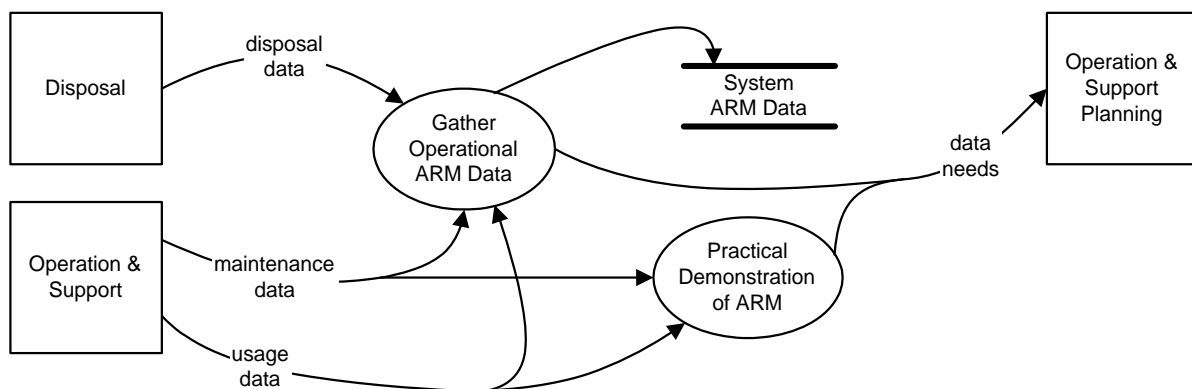 disposal
data
Disposal
System
ARM Data
Operation &
Support
Planning
Gather
Operational
ARM Data
data
needs
Operation &
Support
maintenance
data
Practical
Demonstration
of ARM
usage
data